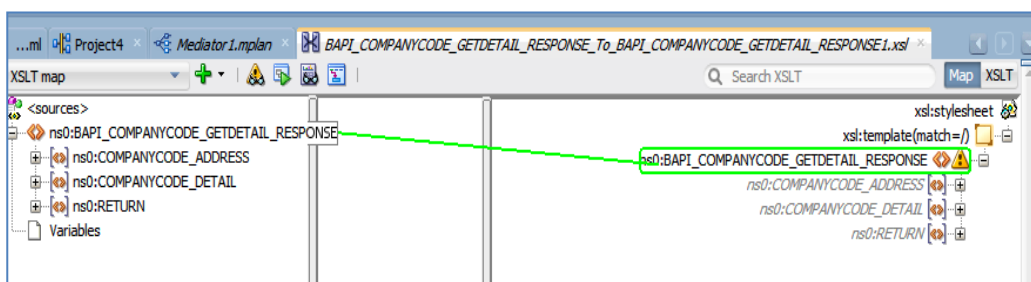 ...ml Project4 × Mediator1.mplan × BAPI_COMPANYCODE_GETDETAIL_RESPONSE_To_BAPI_COMPANYCODE_GETDETAIL_RESPONSE1.xsl ×
XSLT map Search XSLT Map XSLT
<sources> xsl:stylesheet
ns0:BAPI_COMPANYCODE_GETDETAIL_RESPONSE xsl:template(match=/)
ns0:COMPANYCODE_ADDRESS ns0:BAPI_COMPANYCODE_GETDETAIL_RESPONSE
ns0:COMPANYCODE_DETAIL ns0:COMPANYCODE_ADDRESS
ns0:RETURN ns0:COMPANYCODE_DETAIL
Variables ns0:RETURN